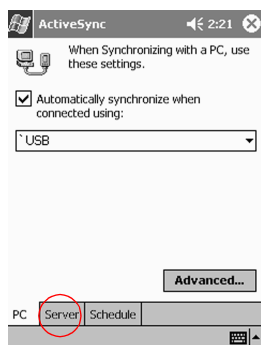 ActiveSync 2:21
When Synchronizing with a PC, use
these settings.
Automatically synchronize when
connected using:
`USB
Advanced...
PC Server Schedule